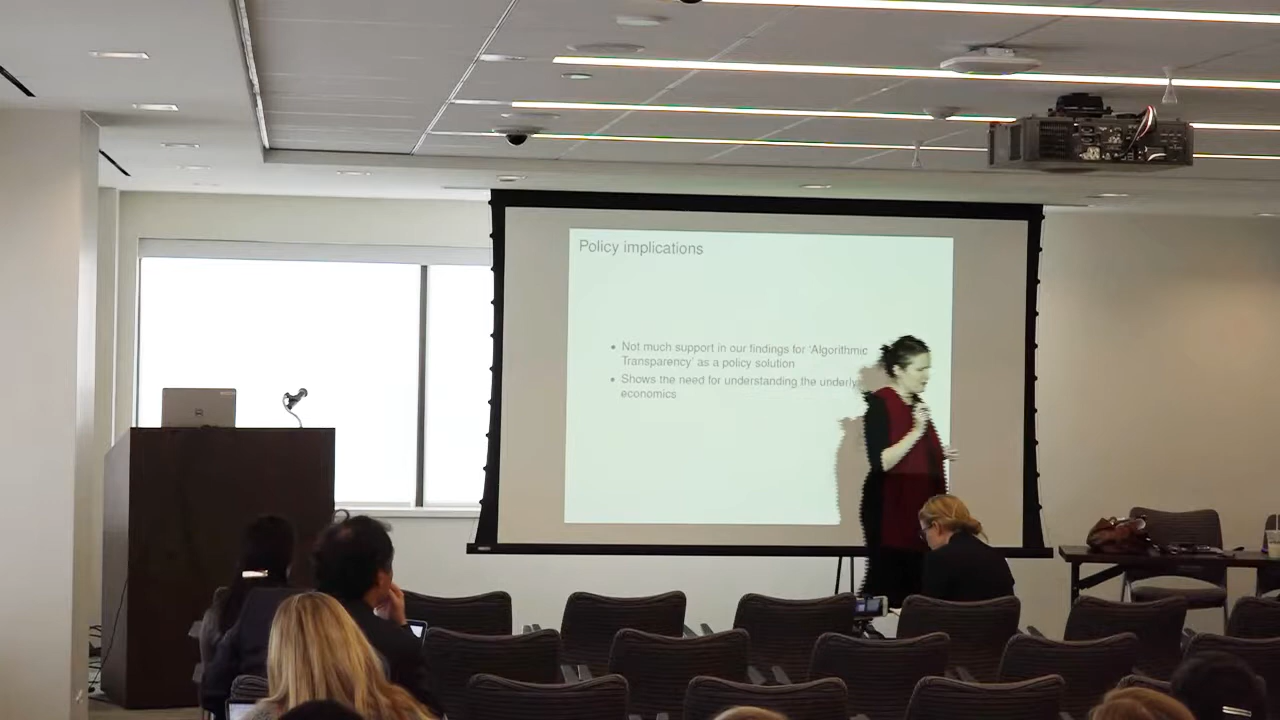 Policy implications
• Not much support in our findings for 'Algorithmic
Transparency' as a policy solution
• Shows the need for understanding the
economics